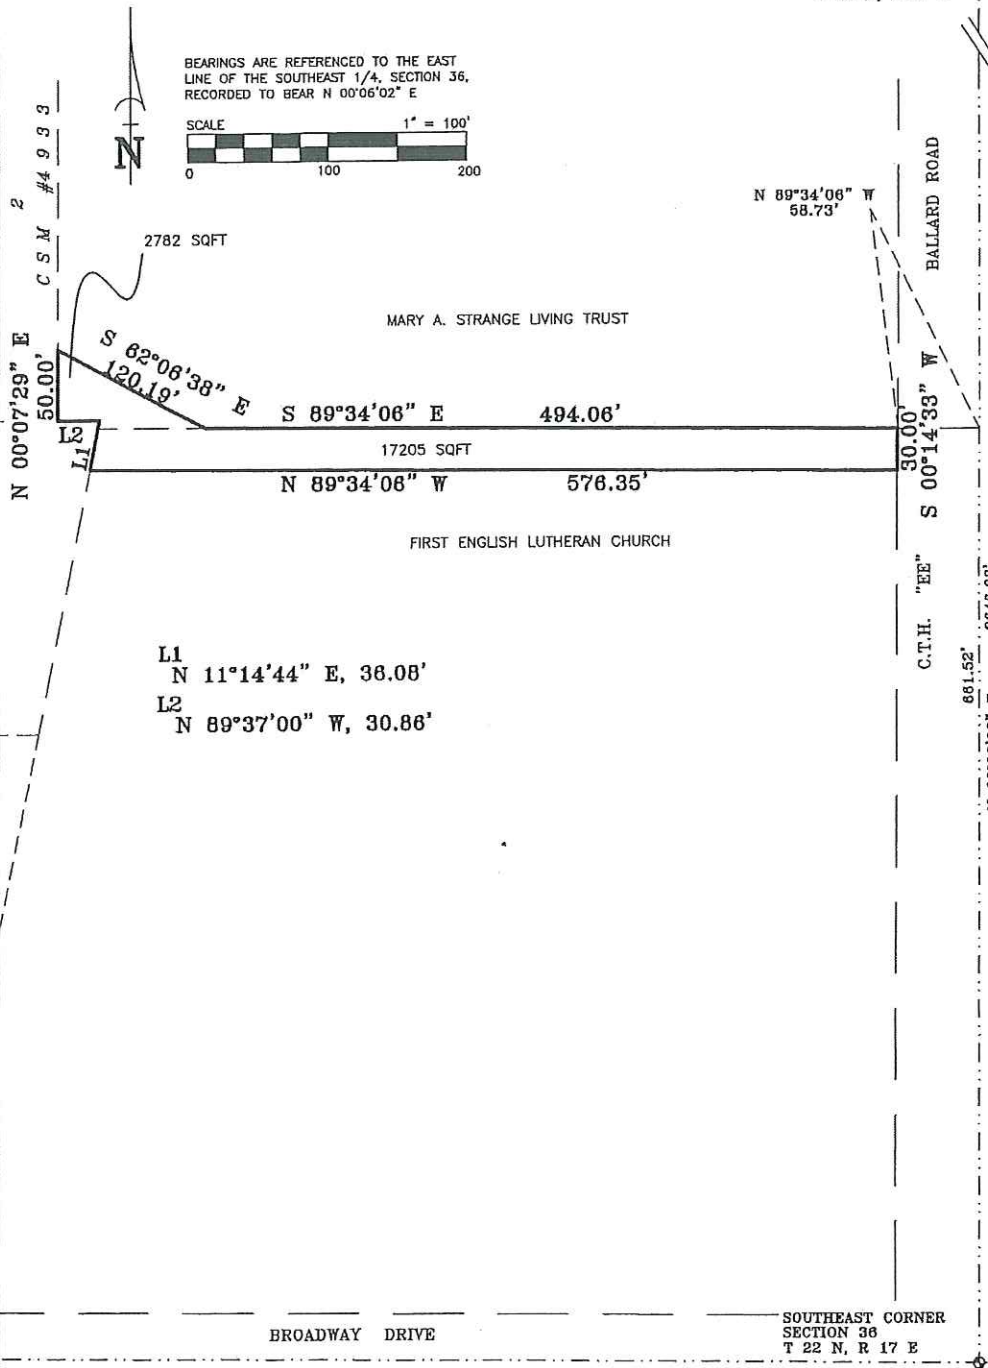 BEARINGS ARE REFERENCED TO THE EAST
LINE OF THE SOUTHEAST 1/4, SECTION 36,
RECORDED TO BEAR N 00°06'02" E
SCALE 1" = 100'
0 100 200
N
CSM 2 #4933
2782 SQFT
N 89°34'06" W
58.73'
BALLARD ROAD
MARY A. STRANGE LIVING TRUST
N 00°07'29" E
50.00'
S 62°06'38" E
120.19'
S 89°34'06" E 494.06'
L2
L1
17205 SQFT
N 89°34'06" W 576.35'
30.00'
S 00°14'33" W
FIRST ENGLISH LUTHERAN CHURCH
C.T.H. "EE"
661.52'
L1
N 11°14'44" E, 36.08'
L2
N 89°37'00" W, 30.86'
BROADWAY DRIVE
SOUTHEAST CORNER
SECTION 36
T 22 N, R 17 E